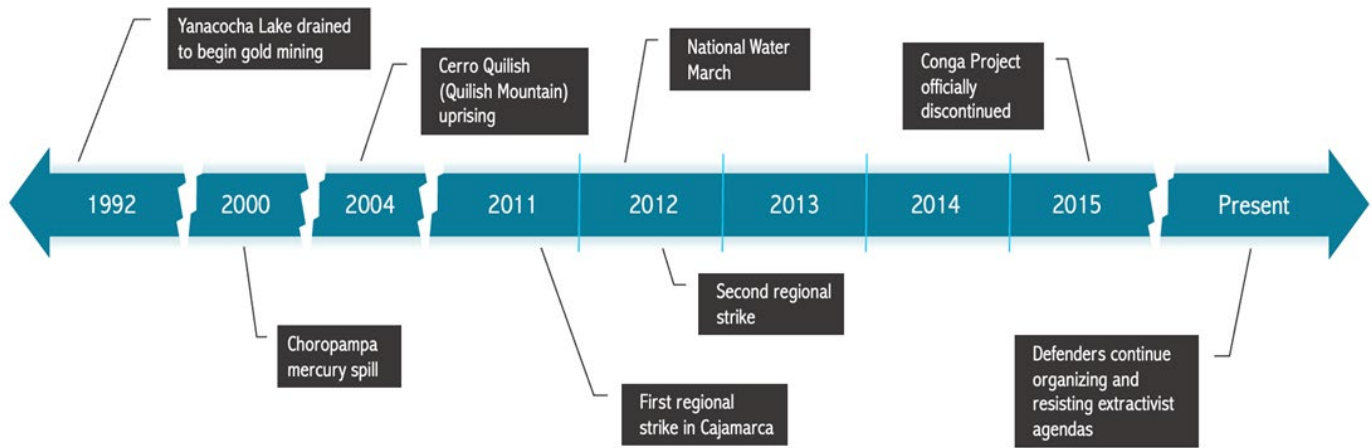 Yanacocha Lake drained
to begin gold mining
Cerro Quilish
(Quilish Mountain)
uprising
National Water
March
Conga Project
officially
discontinued
1992
2000
2004
2011
2012
2013
2014
2015
Present
Choropampa
mercury spill
First regional
strike in Cajamarca
Second regional
strike
Defenders continue
organizing and
resisting extractivist
agendas